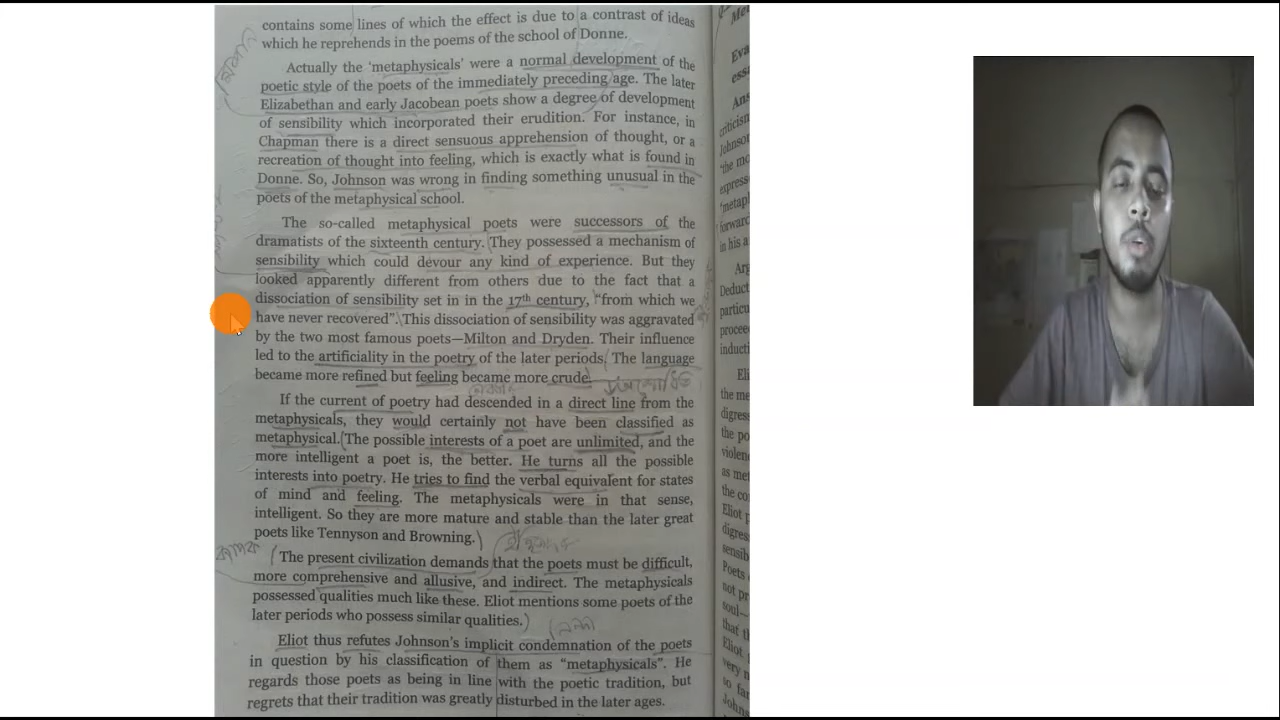 contains some lines of which the effect is due to a contrast of ideas
which he reprehends in the poems of the school of Donne.
Actually the ‘metaphysicals’ were a normal development of the
poetic style of the poets of the immediately preceding age. The later
Elizabethan and early Jacobean poets show a degree of development
of sensibility which incorporated their erudition. For instance, in
Chapman there is a direct sensuous apprehension of thought, or a
recreation of thought into feeling, which is exactly what is found in
Donne. So, Johnson was wrong in finding something unusual in the
poets of the metaphysical school.
The so-called metaphysical poets were successors of the
dramatists of the sixteenth century. They possessed a mechanism of
sensibility which could devour any kind of experience. But they
looked apparently different from others due to the fact that a
dissociation of sensibility set in in the 17th century, “from which we
have never recovered”. This dissociation of sensibility was aggravated
by the two most famous poets—Milton and Dryden. Their influence
led to the artificiality in the poetry of the later periods. The language
became more refined but feeling became more crude.
If the current of poetry had descended in a direct line from the
metaphysicals, they would certainly not have been classified as
metaphysical. (The possible interests of a poet are unlimited, and the
more intelligent a poet is, the better. He turns all the possible
interests into poetry. He tries to find the verbal equivalent for states
of mind and feeling. The metaphysicals were in that sense,
intelligent. So they are more mature and stable than the later great
poets like Tennyson and Browning.)
(The present civilization demands that the poets must be difficult,
more comprehensive and allusive, and indirect. The metaphysicals
possessed qualities much like these. Eliot mentions some poets of the
later periods who possess similar qualities.)
Eliot thus refutes Johnson’s implicit condemnation of the poets
in question by his classification of them as “metaphysicals”. He
regards those poets as being in line with the poetic tradition, but
regrets that their tradition was greatly disturbed in the later ages.